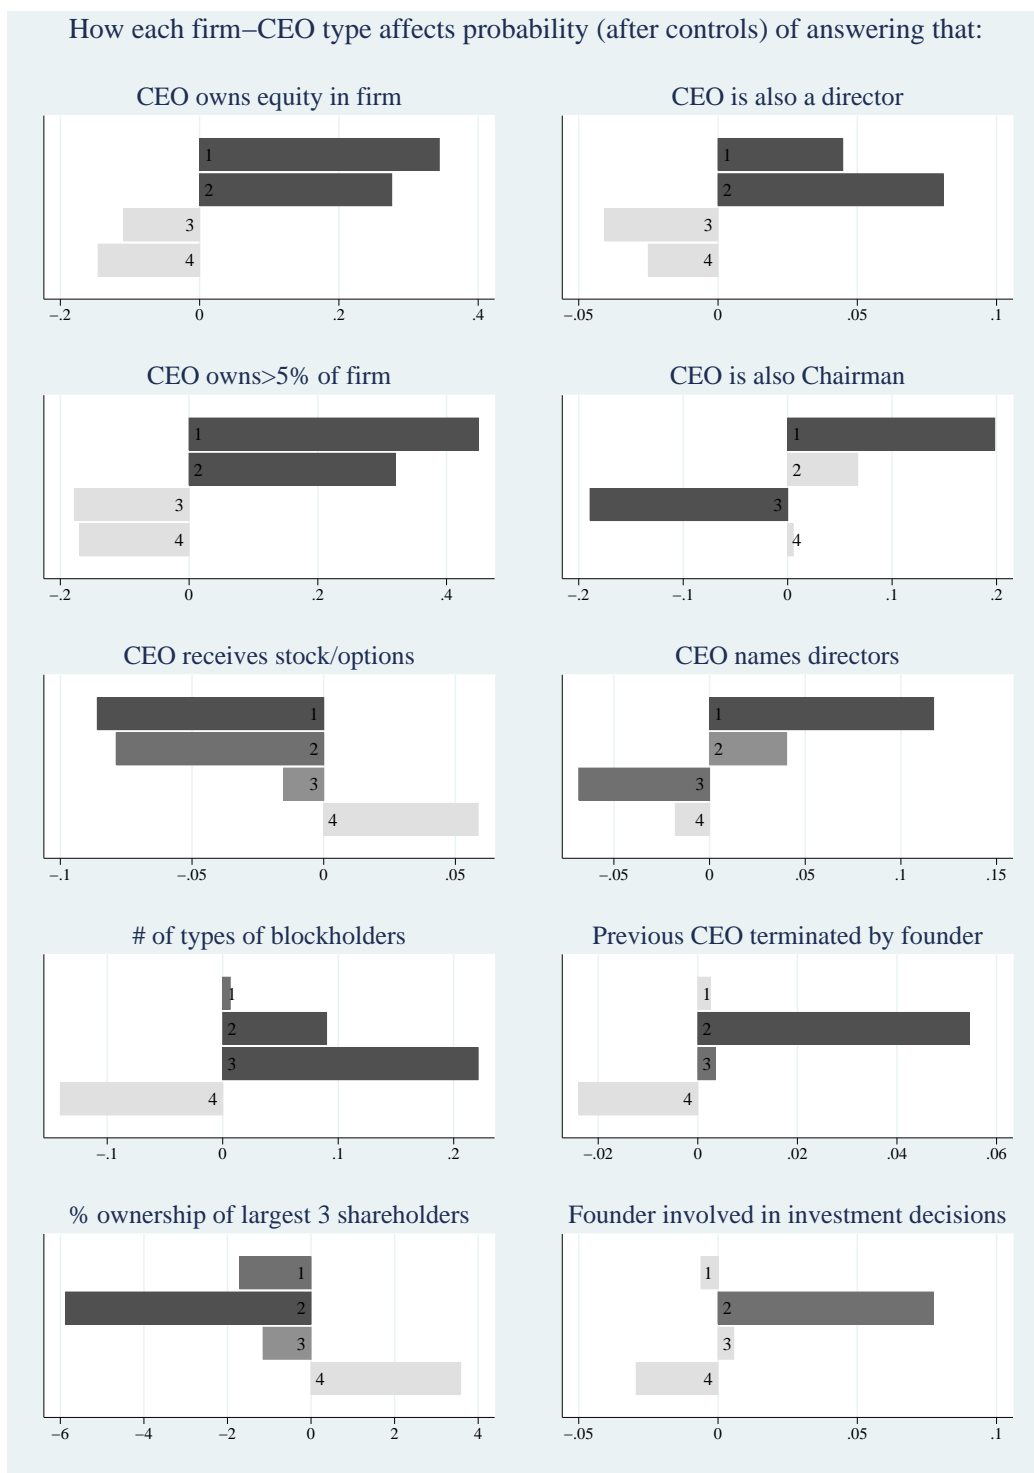 How each firm−CEO type affects probability (after controls) of answering that:
CEO owns equity in firm
1
2
3
4
−.2 0 .2 .4
CEO is also a director
1
2
3
4
−.05 0 .05 .1
CEO owns>5% of firm
1
2
3
4
−.2 0 .2 .4
CEO is also Chairman
1
2
3
4
−.2 −.1 0 .1 .2
CEO receives stock/options
1
2
3
4
−.1 −.05 0 .05
CEO names directors
1
2
3
4
−.05 0 .05 .1 .15
# of types of blockholders
1
2
3
4
−.1 0 .1 .2
Previous CEO terminated by founder
1
2
3
4
−.02 0 .02 .04 .06
% ownership of largest 3 shareholders
1
2
3
4
−6 −4 −2 0 2 4
Founder involved in investment decisions
1
2
3
4
−.05 0 .05 .1